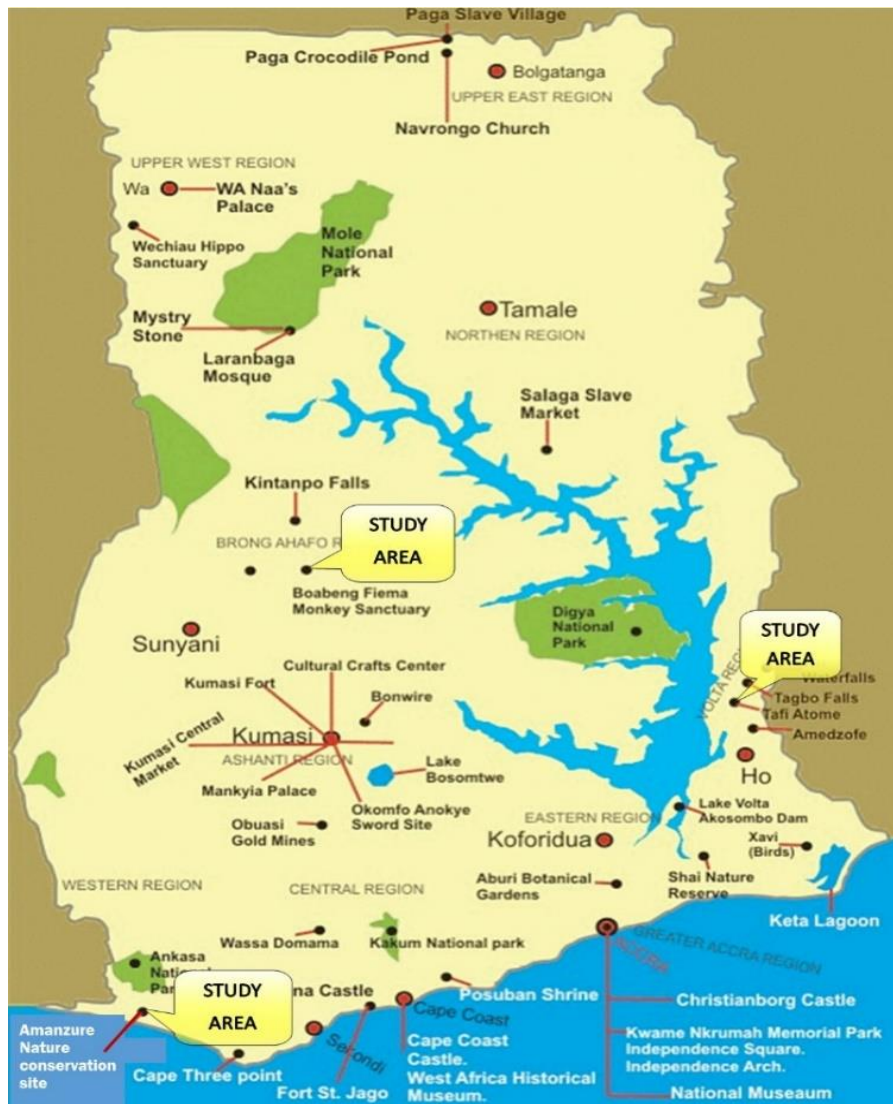 Paga Slave Village
Paga Crocodile Pond
Bolgatanga
UPPER EAST REGION
Navrongo Church
UPPER WEST REGION
Wa
WA Naa's
Palace
Wechiau Hippo
Sanctuary
Mole
National
Park
Mystry
Stone
Tamale
NORTHEN REGION
Laranbaga
Mosque
Salaga Slave
Market
Kintanpo Falls
STUDY
AREA
BRONG AHAFO R
Boabeng Fiema
Monkey Sanctuary
Digya
National
Park
STUDY
AREA
Sunyani
VOLTA REGI
Waterfalls
Tagbo Falls
Tafi Atome
Amedzofe
Cultural Crafts Center
Kumasi Fort
Bonwire
Kumasi
Kumasi Central
Market
ASHANTI REGION
Lake
Bosomtwe
Ho
Mankyia Palace
Okomfo Anokye
Sword Site
Obuasi
Gold Mines
EASTERN REGION
Lake Volta
Akosombo Dam
Koforidua
Xavi
(Birds)
Aburi Botanical
Gardens
Shai Nature
Reserve
WESTERN REGION
CENTRAL REGION
Keta Lagoon
Wassa Domama
Kakum National park
ACCRA
GREATER ACCRA REGION
Ankasa
National
Park
STUDY
AREA
na Castle
Posuban Shrine
Christianborg Castle
Amanzure
Nature
conservation
site
Cape Three point
Sekondi
Fort St. Jago
Cape Coast
Cape Coast
Castle.
West Africa Historical
Museum.
Kwame Nkrumah Memorial Park
Independence Square.
Independence Arch.
National Museaum